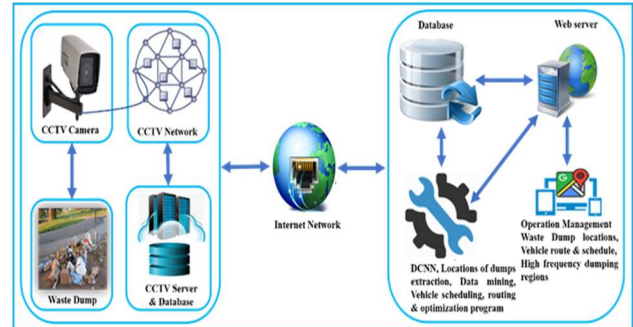 Database
Web server
CCTV Camera
CCTV Network
Internet Network
Waste Dump
CCTV Server
& Database
DCNN, Locations of dumps
extraction, Data mining,
Vehicle scheduling, routing
& optimization program
Operation Management
Waste Dump locations,
Vehicle route & schedule,
High frequency dumping
regions